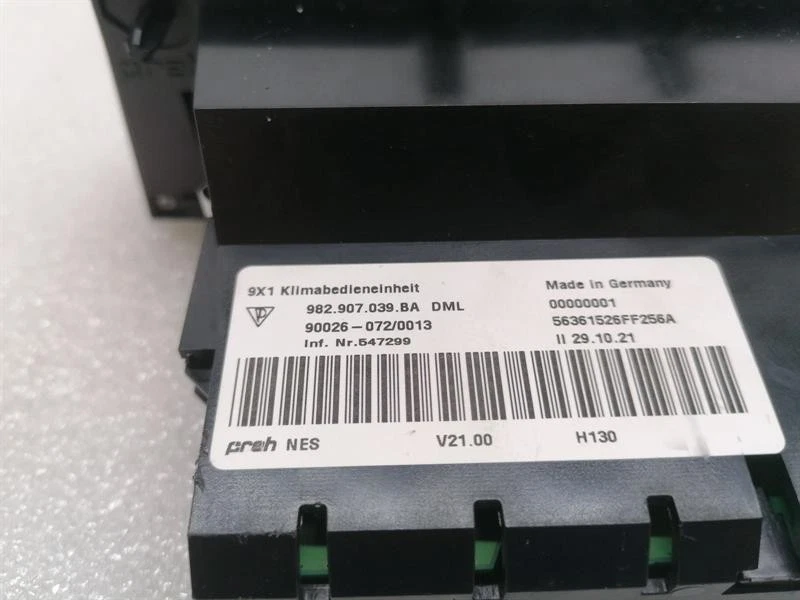 9X1 Klimabedieneinheit
Made in Germany
982.907.039.BA DML
00000001
90026-072/0013
56361526FF256A
Inf. Nr.547299
II 29.10.21
preh NES
V21.00
H130